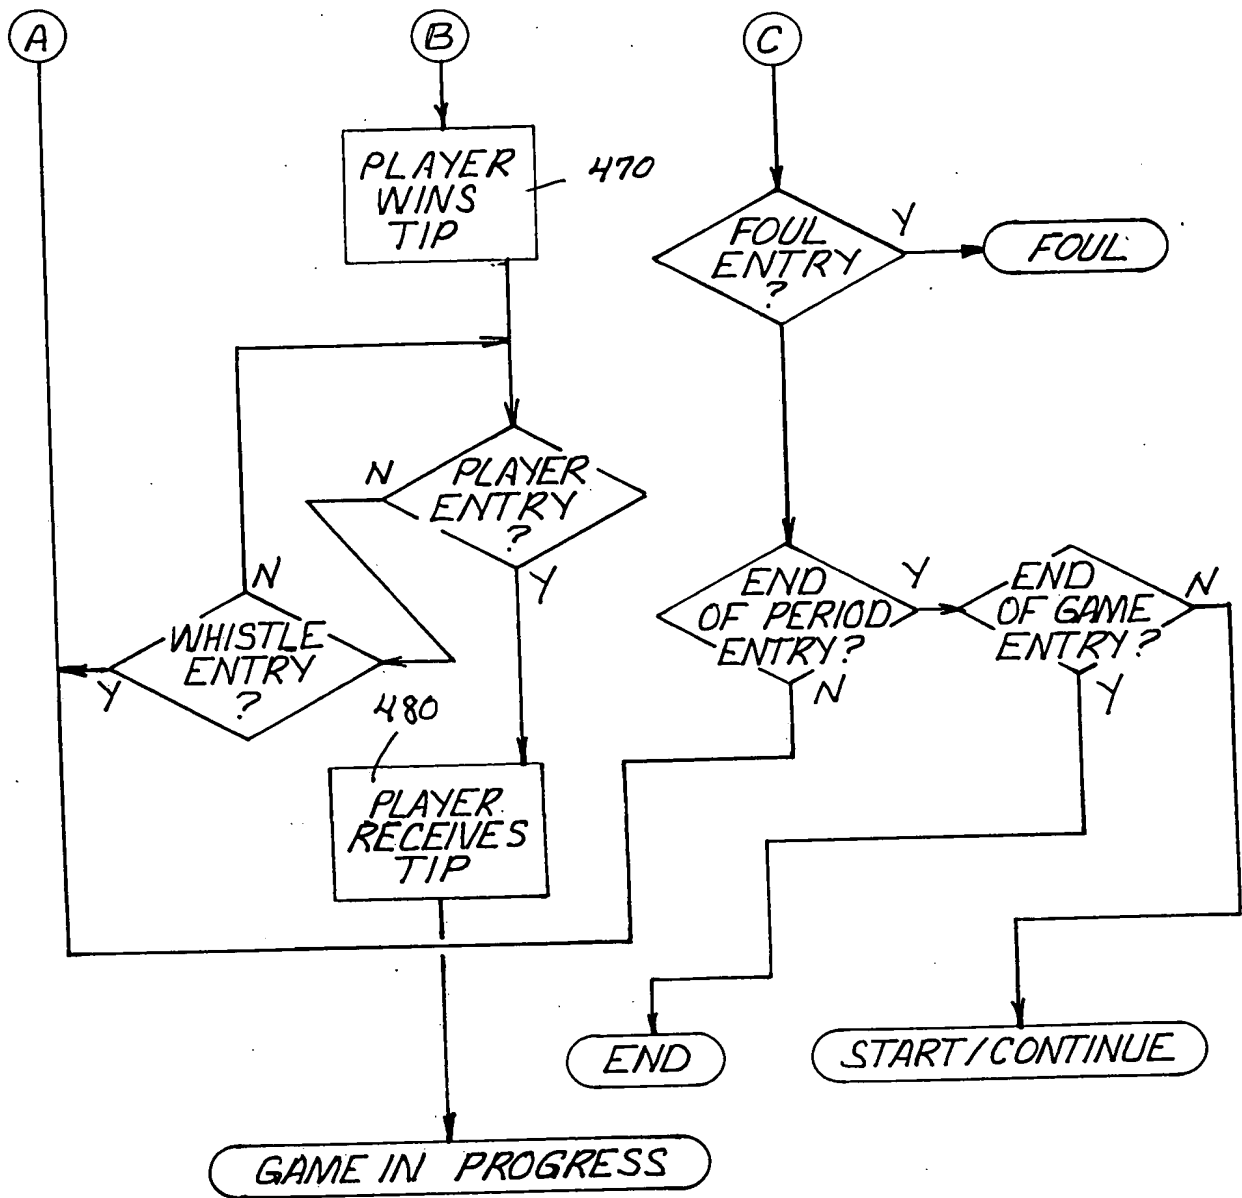 A
B
C
PLAYER
WINS
TIP
470
FOUL
ENTRY
?
Y
FOUL
N
PLAYER
ENTRY
?
Y
N
WHISTLE
ENTRY
?
Y
END
OF PERIOD
ENTRY?
Y
N
END
OF GAME
ENTRY?
N
Y
480
PLAYER
RECEIVES
TIP
END
START/CONTINUE
GAME IN PROGRESS